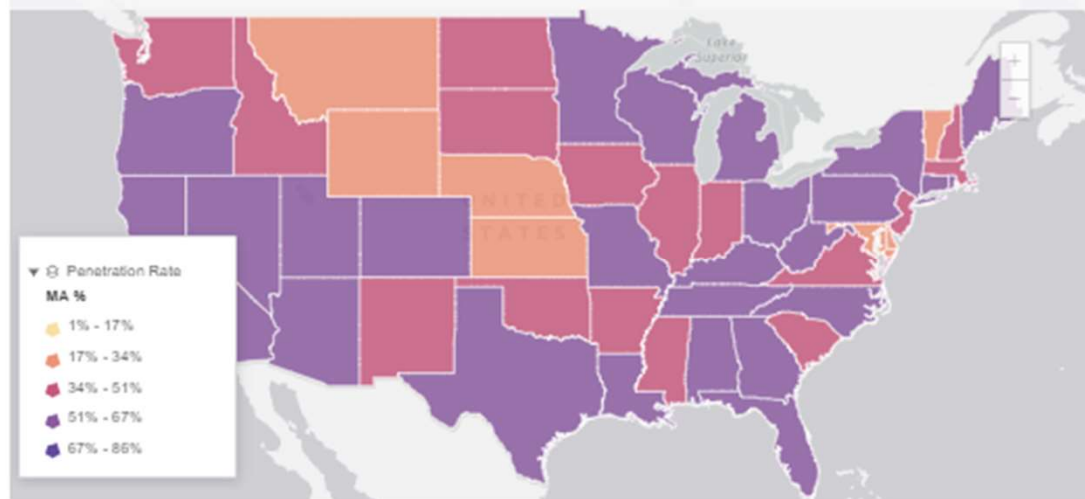 Lake
Superior
+
−
UNITED
STATES
▼ Penetration Rate
MA %
1% - 17%
17% - 34%
34% - 51%
51% - 67%
67% - 86%